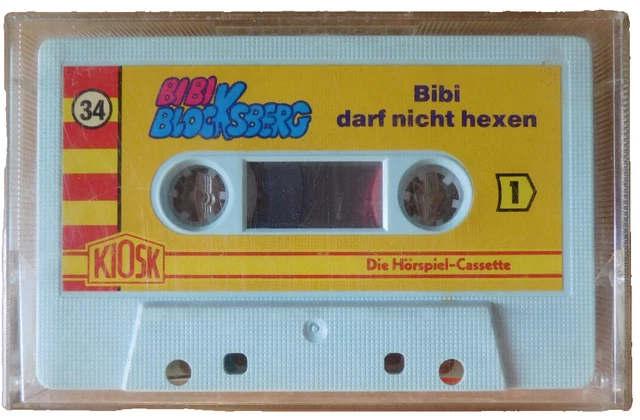 34
BIBI
BLOCKSBERG
Bibi
darf nicht hexen
1
KIOSK
Die Hörspiel-Cassette